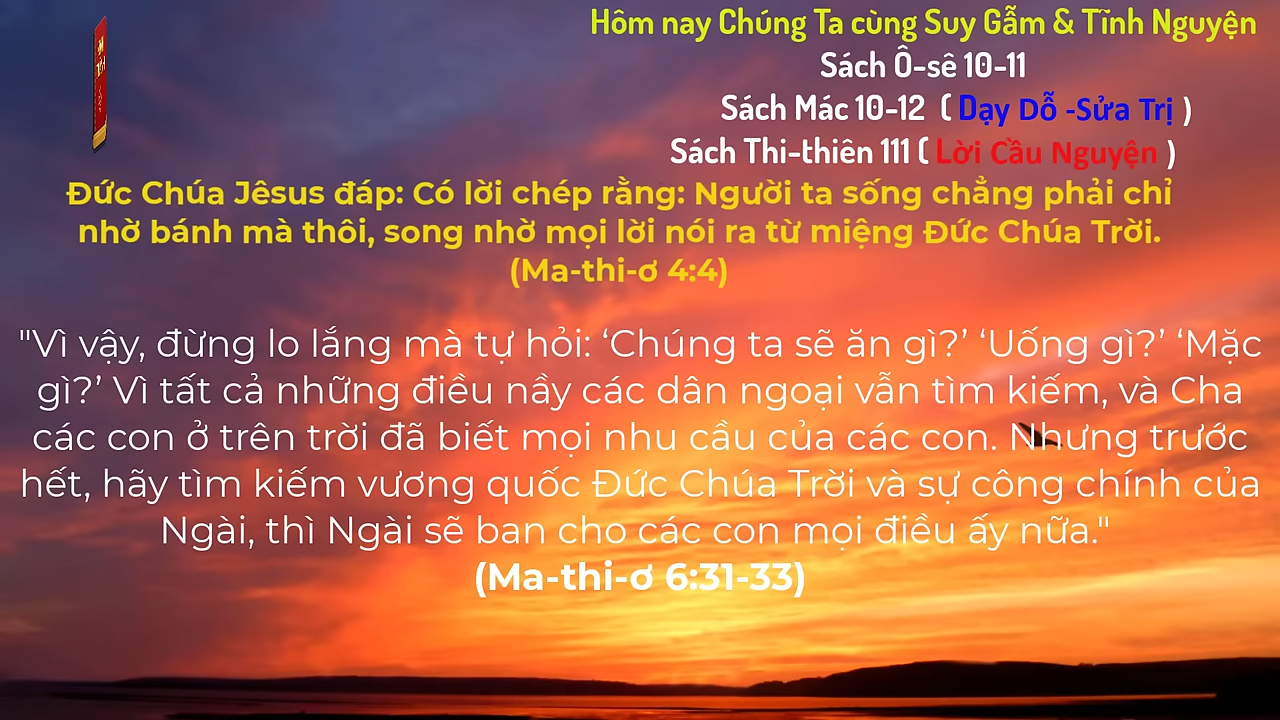 Hôm nay Chúng Ta cùng Suy Gẫm & Tĩnh Nguyện
Sách Ô-sê 10-11
Sách Mác 10-12 ( Dạy Dỗ -Sửa Trị )
Sách Thi-thiên 111 ( Lời Cầu Nguyện )
Đức Chúa Jêsus đáp: Có lời chép rằng: Người ta sống chẳng phải chỉ
nhờ bánh mà thôi, song nhờ mọi lời nói ra từ miệng Đức Chúa Trời.
(Ma-thi-ơ 4:4)
"Vì vậy, đừng lo lắng mà tự hỏi: ‘Chúng ta sẽ ăn gì?’ ‘Uống gì?’ ‘Mặc
gì?’ Vì tất cả những điều nầy các dân ngoại vẫn tìm kiếm, và Cha
các con ở trên trời đã biết mọi nhu cầu của các con. Nhưng trước
hết, hãy tìm kiếm vương quốc Đức Chúa Trời và sự công chính của
Ngài, thì Ngài sẽ ban cho các con mọi điều ấy nữa."
(Ma-thi-ơ 6:31-33)